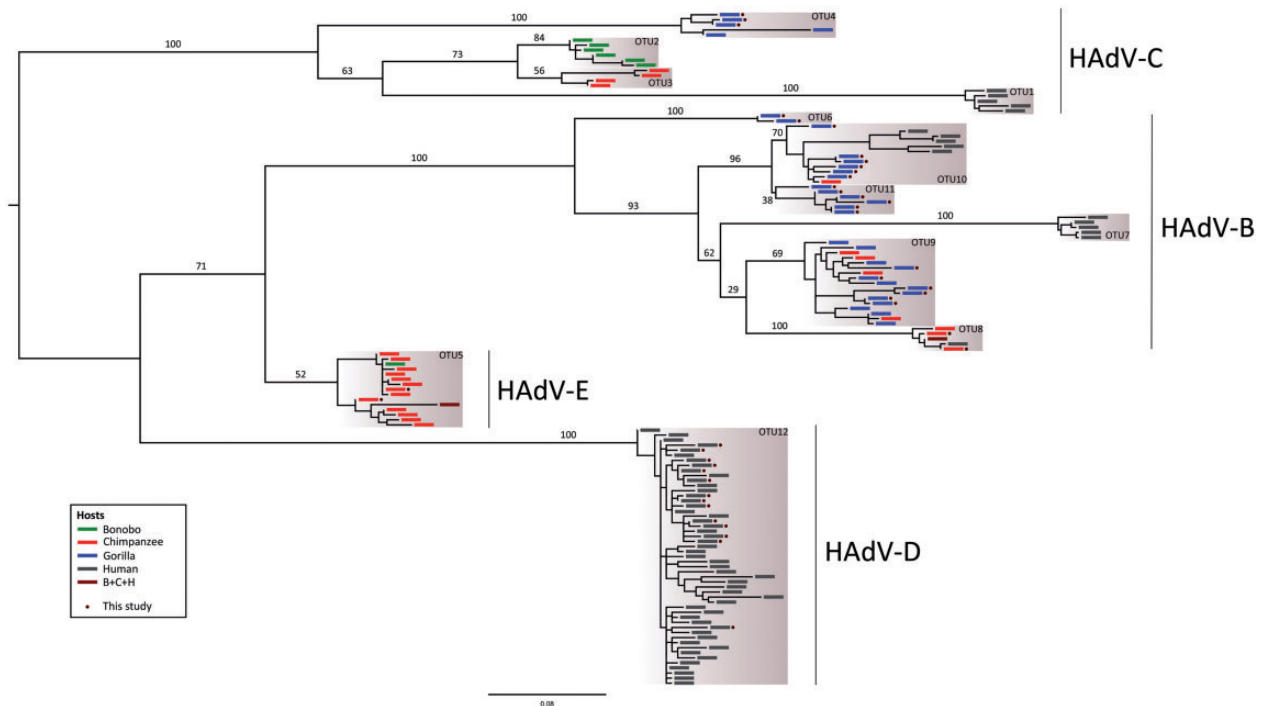 100
OTU4
100
84
OTU2
73
56
OTU3
63
100
OTU1
HAdV-C
100
OTU6
70
100
96
OTU10
OTU11
38
93
100
OTU7
HAdV-B
62
69
OTU9
71
29
100
OTU8
OTU5
52
HAdV-E
100
OTU12
HAdV-D
Hosts
Bonobo
Chimpanzee
Gorilla
Human
B+C+H
This study
0.08